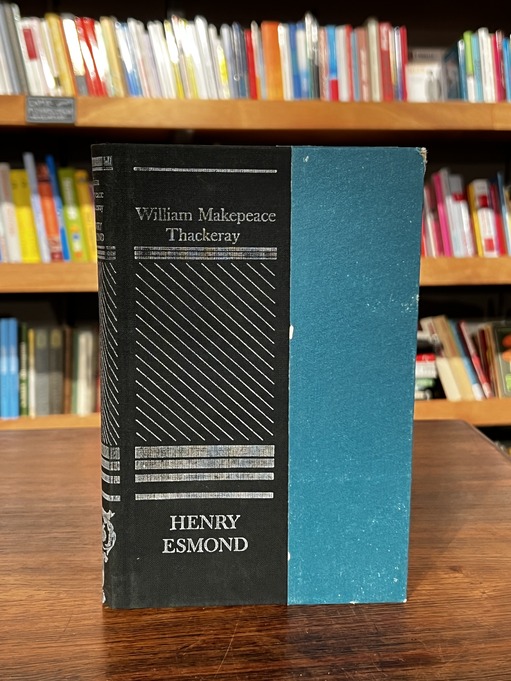 William Makepeace
Thackeray
HENRY
ESMOND